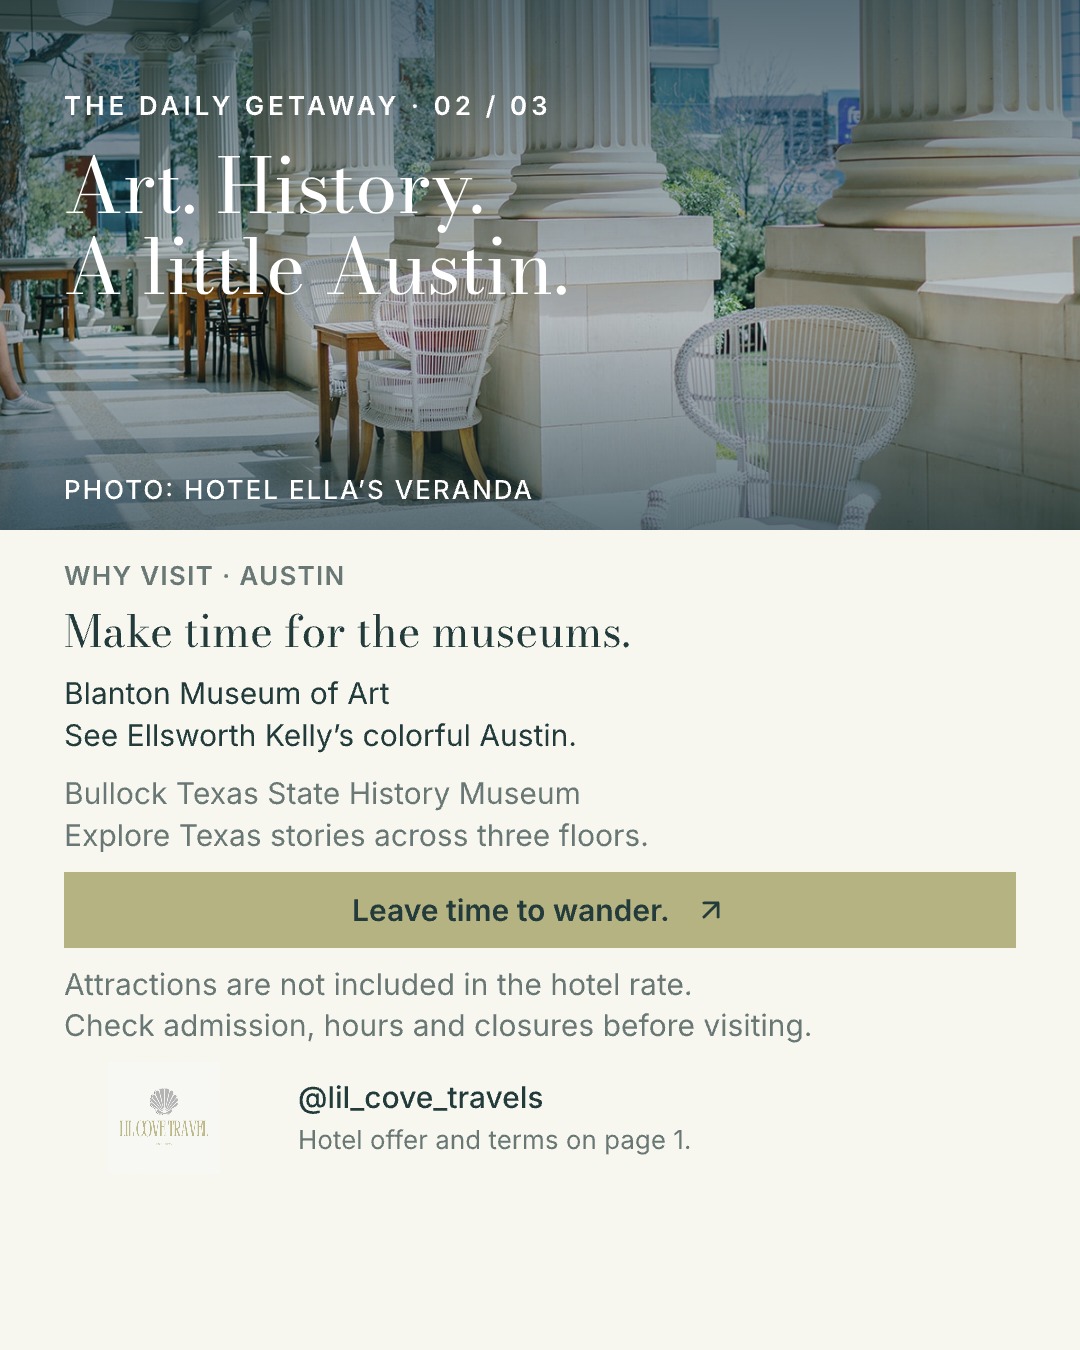 THE DAILY GETAWAY · 02 / 03
Art. History.
A little Austin.
PHOTO: HOTEL ELLA’S VERANDA
WHY VISIT · AUSTIN
Make time for the museums.
Blanton Museum of Art
See Ellsworth Kelly’s colorful Austin.
Bullock Texas State History Museum
Explore Texas stories across three floors.
Leave time to wander. ↗
Attractions are not included in the hotel rate.
Check admission, hours and closures before visiting.
LIL COVE TRAVEL
@lil_cove_travels
Hotel offer and terms on page 1.